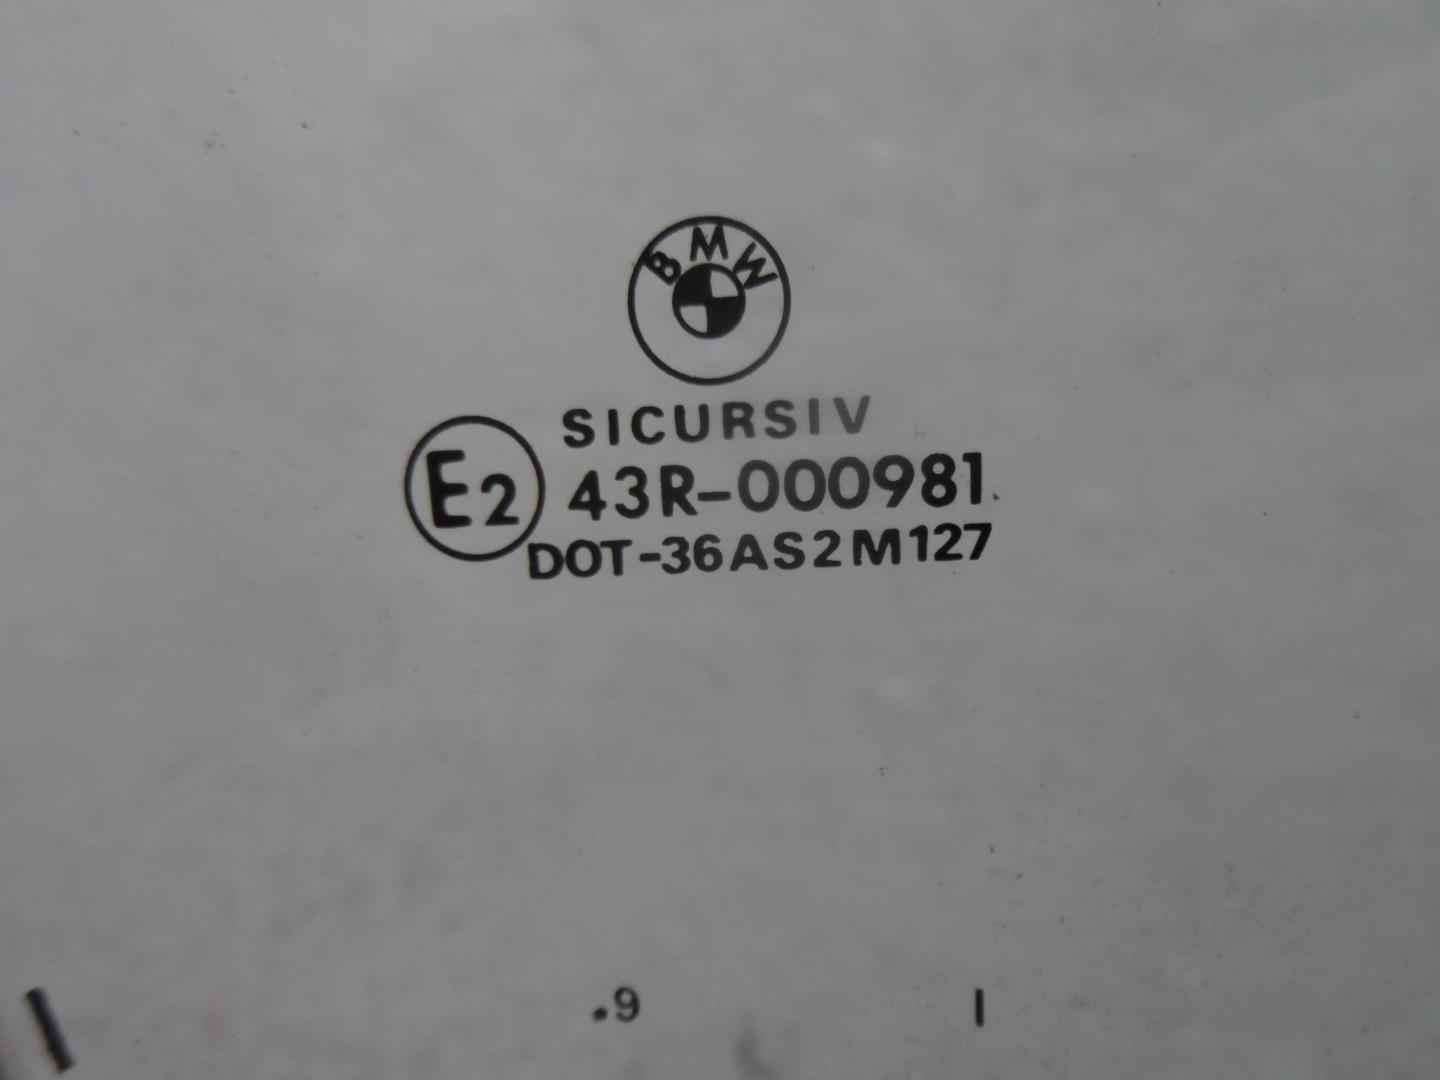 BMW
SICURSIV
E2 43R-000981
DOT-36AS2M127
.9